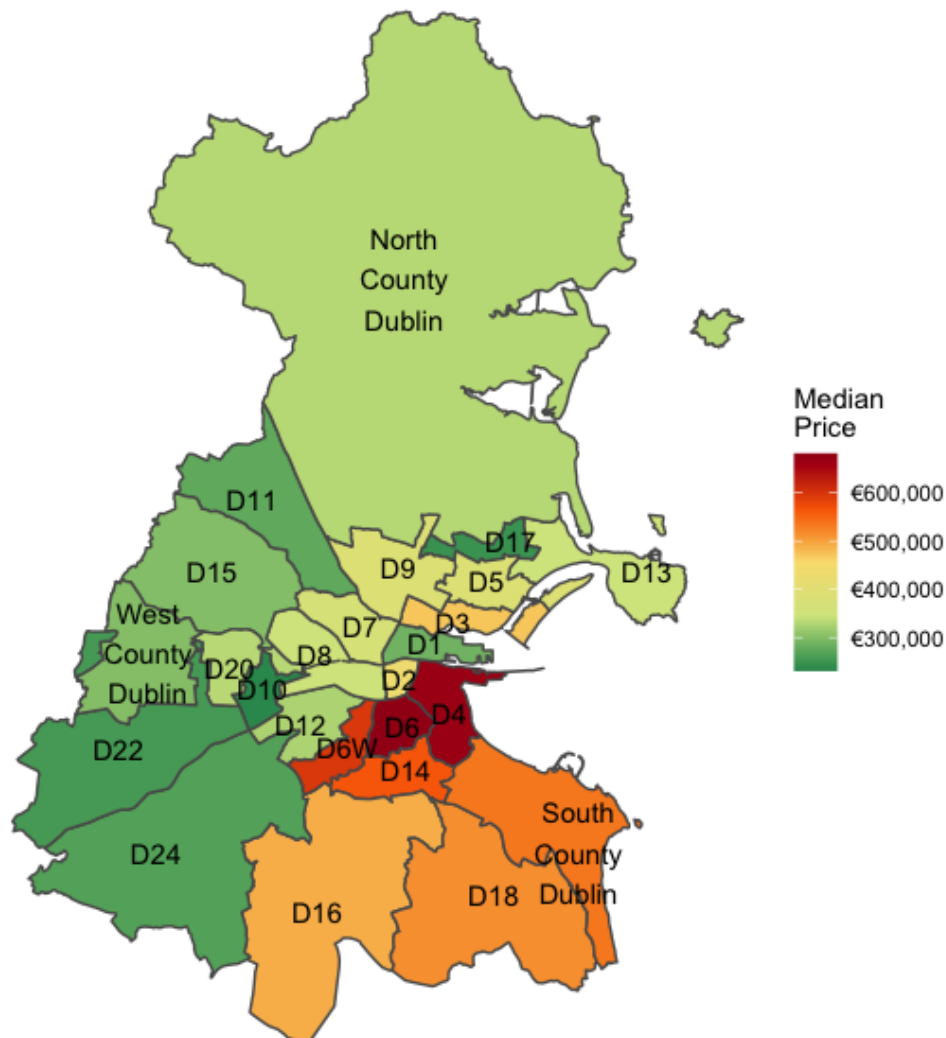 North
County
Dublin
Median
Price
€600,000
€500,000
€400,000
€300,000
D11
D17
D9
D5
D13
D15
D3
West
County
Dublin
D7
D1
D8
D20
D10
D2
D12
D6
D4
D6W
D22
D14
South
County
Dublin
D24
D18
D16